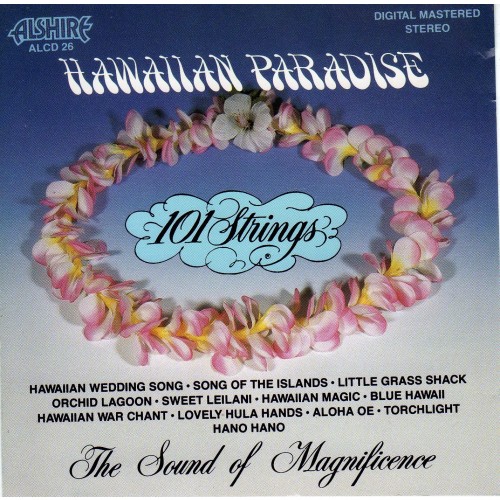 ALSHIRE
ALCD 26
DIGITAL MASTERED
STEREO
HAWAIIAN PARADISE
101 Strings®
HAWAIIAN WEDDING SONG • SONG OF THE ISLANDS • LITTLE GRASS SHACK
ORCHID LAGOON • SWEET LEILANI • HAWAIIAN MAGIC • BLUE HAWAII
HAWAIIAN WAR CHANT • LOVELY HULA HANDS • ALOHA OE • TORCHLIGHT
HANO HANO
The Sound of Magnificence